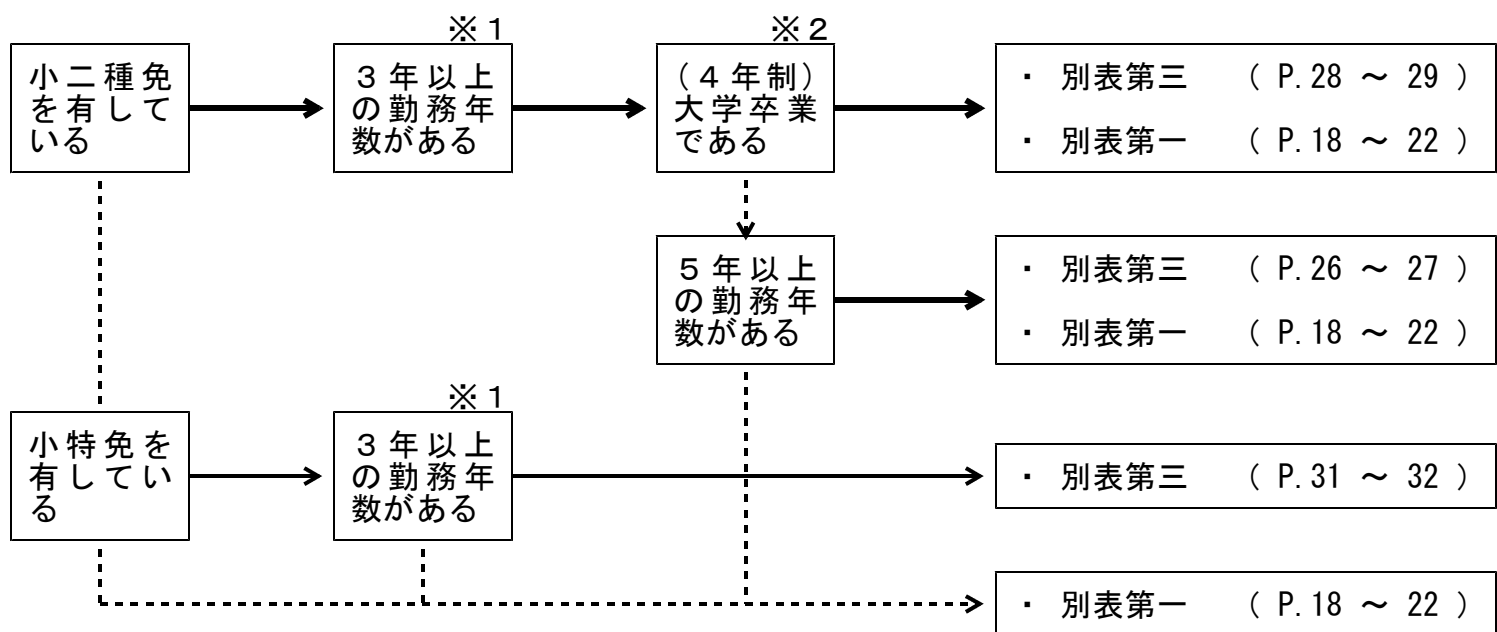 ※1
※2
小二種免
を有して
いる
3年以上
の勤務年
数がある
(4年制)
大学卒業
である
・ 別表第三 ( P.28 ~ 29 )
・ 別表第一 ( P.18 ~ 22 )
5年以上
の勤務年
数がある
・ 別表第三 ( P.26 ~ 27 )
・ 別表第一 ( P.18 ~ 22 )
※1
小特免を
有してい
る
3年以上
の勤務年
数がある
・ 別表第三 ( P.31 ~ 32 )
・ 別表第一 ( P.18 ~ 22 )